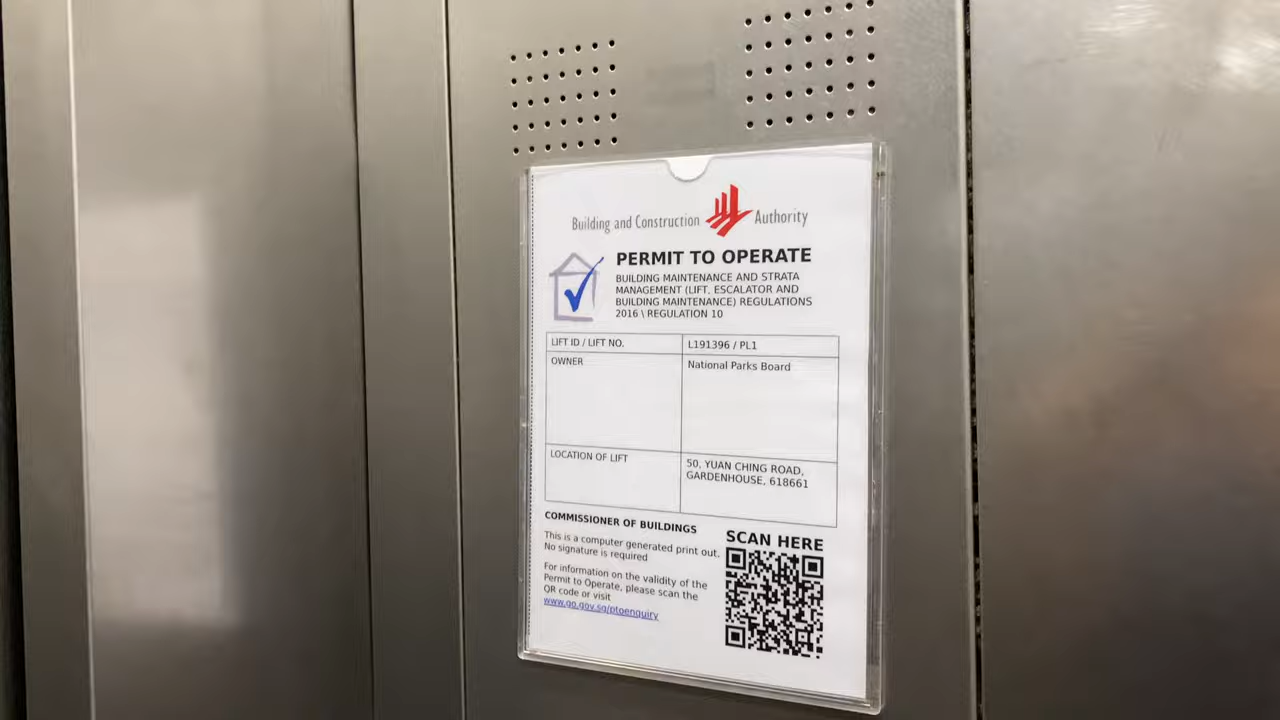 Building and Construction Authority
PERMIT TO OPERATE
BUILDING MAINTENANCE AND STRATA
MANAGEMENT (LIFT, ESCALATOR AND
BUILDING MAINTENANCE) REGULATIONS
2016 \ REGULATION 10
LIFT ID / LIFT NO. L191396 / PL1
OWNER National Parks Board
LOCATION OF LIFT 50, YUAN CHING ROAD,
GARDENHOUSE, 618661
COMMISSIONER OF BUILDINGS
This is a computer generated print out.
No signature is required
For information on the validity of the
Permit to Operate, please scan the
QR code or visit
www.go.gov.sg/ptoenquiry
SCAN HERE